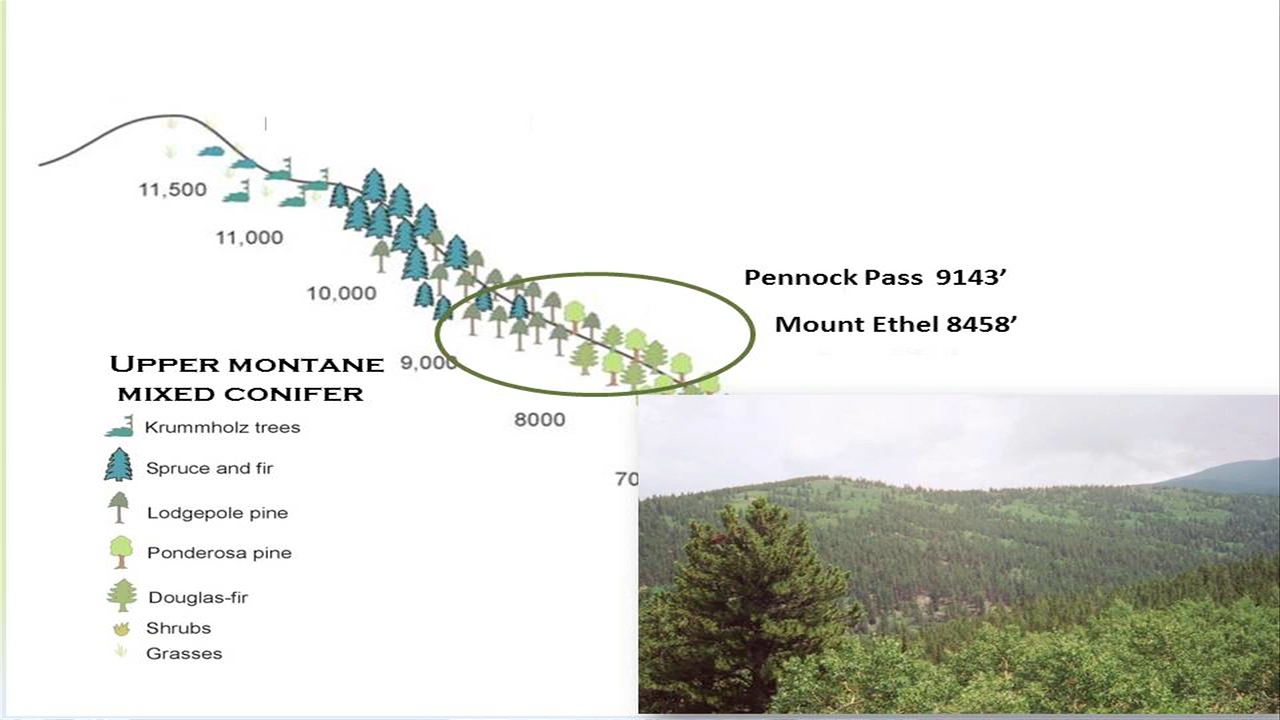 11,500
11,000
10,000
9,000
8000
70
Pennock Pass 9143’
Mount Ethel 8458’
UPPER MONTANE
MIXED CONIFER
Krummholz trees
Spruce and fir
Lodgepole pine
Ponderosa pine
Douglas-fir
Shrubs
Grasses